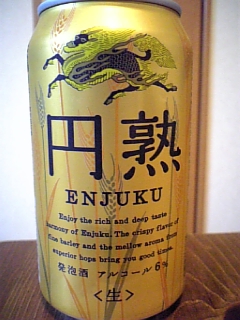 円熟
ENJUKU
Enjoy the rich and deep taste
harmony of Enjuku. The crispy flavor of
fine barley and the mellow aroma from
superior hops bring you good times.
発泡酒 アルコール6%
<生>